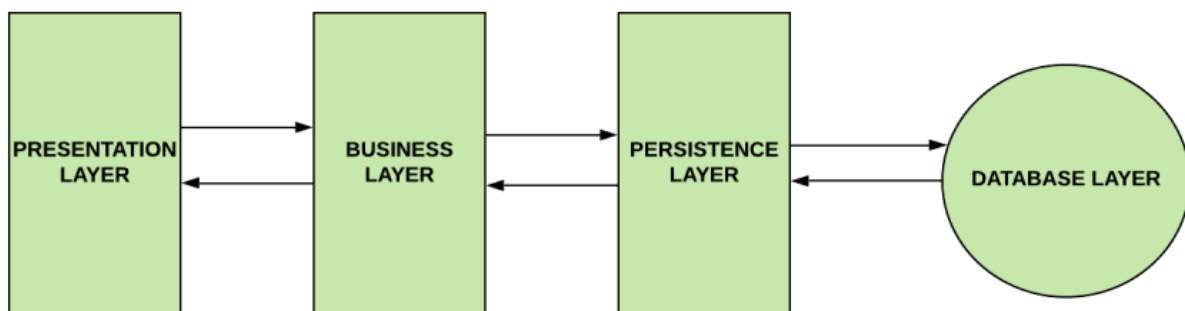 PRESENTATION
LAYER
BUSINESS
LAYER
PERSISTENCE
LAYER
DATABASE LAYER